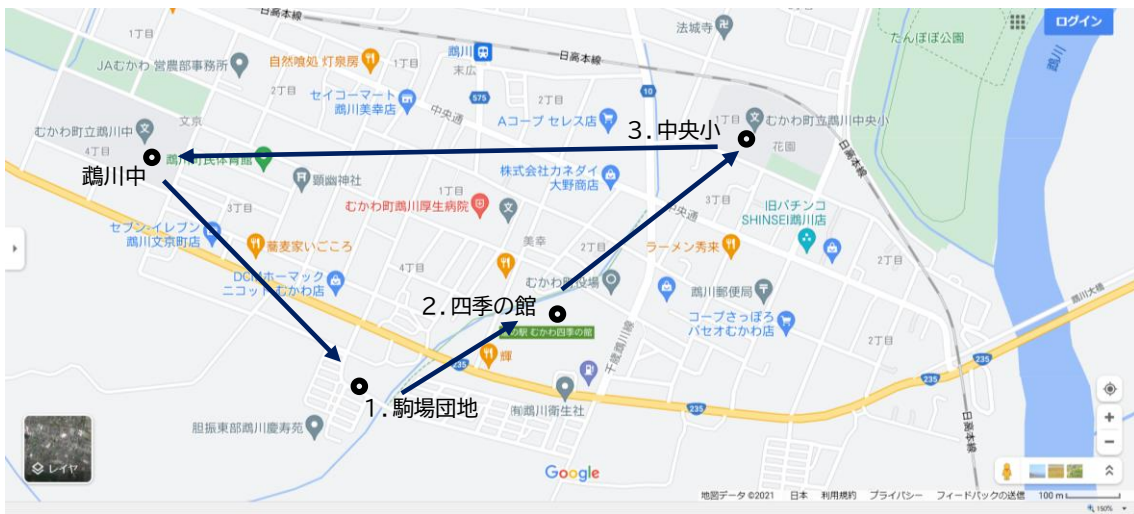 日高本線
1丁目
法城寺
ログイン
たんぽぽ公園
鵡川
鵡川
日高本線
末広
JAむかわ 営農部事務所
自然喰処 灯泉房
1丁目
2丁目
セイコーマート
鵡川美幸店
575
10
2丁目
中央通
Aコープ セレス店
3.中央小
1丁目
むかわ町立鵡川中央小
花園
日高本線
文京
むかわ町立鵡川中
4丁目
鵡川町民体育館
鵡川中
顕幽神社
株式会社カネダイ
大野商店
1丁目
むかわ町鵡川厚生病院
3丁目
中央通
旧パチンコ
SHINSEI鵡川店
3丁目
セブン-イレブン
鵡川文京町店
蕎麦家いごころ
美幸
2丁目
ラーメン秀来
2丁目
4丁目
DCMホーマック
ニコット むかわ店
むかわ町役場
鵡川郵便局
鵡川大橋
2.四季の館
道の駅 むかわ四季の館
コープさっぽろ
パセオむかわ店
千歳鵡川線
2丁目
輝
235
235
235
235
1.駒場団地
(有)鵡川衛生社
胆振東部鵡川慶寿苑
日高本線
レイヤ
Google
地図データ ©2021 日本 利用規約 プライバシー フィードバックの送信 100 m
150%